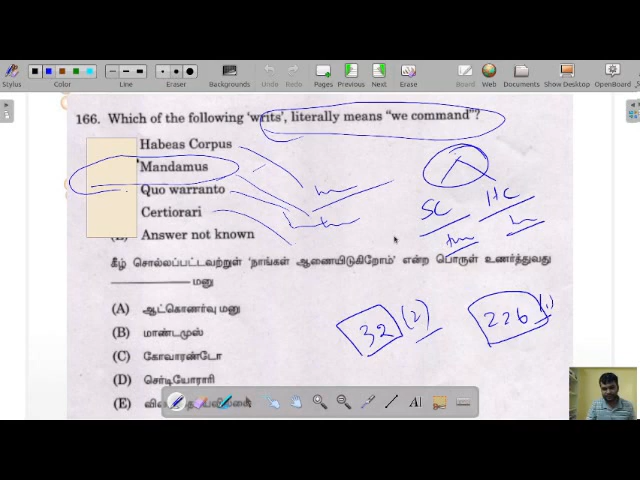 Stylus Color Line Eraser Backgrounds Undo Redo Pages Previous Next Erase Board Web Documents Show Desktop OpenBoard
166. Which of the following 'writs', literally means "we command"?
Habeas Corpus
Mandamus
Quo warranto
Certiorari
Answer not known
SC HC
கீழ் சொல்லப்பட்டவற்றுள் 'நாங்கள் ஆணையிடுகிறோம்' என்ற பொருள் உணர்த்துவது
மனு
(A) ஆட்கொணர்வு மனு
(B) மாண்டமுஸ்
(C) கோவாரண்டோ
(D) செர்டியோராரி
(E)
32 (2) 226 (1)